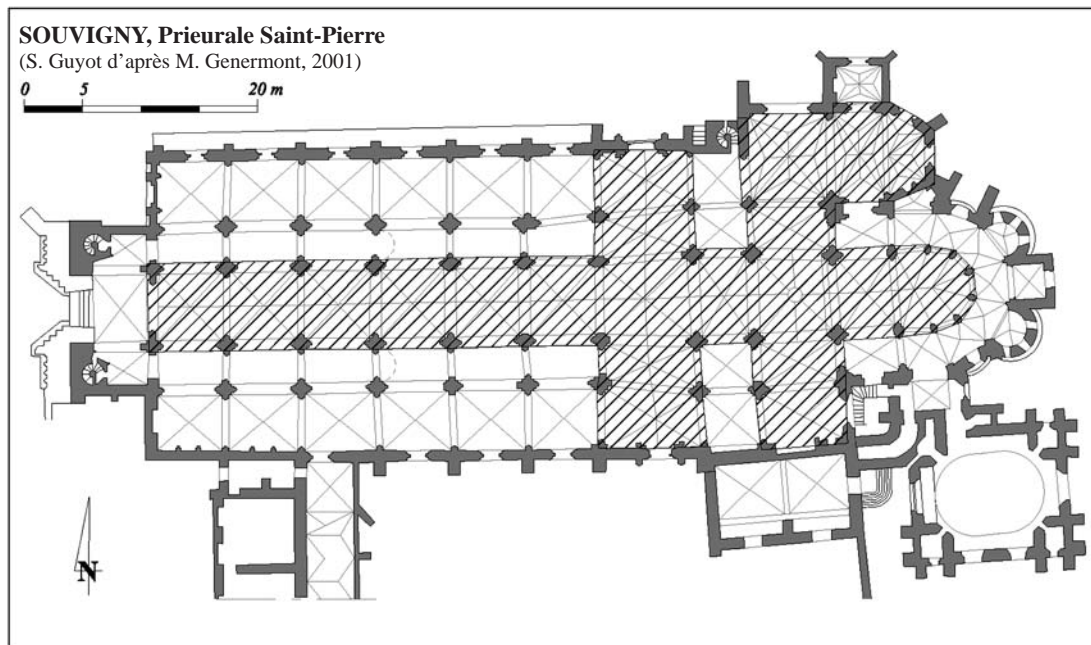 SOUVIGNY, Prieurale Saint-Pierre
(S. Guyot d'après M. Genermont, 2001)
0 5 20 m
N